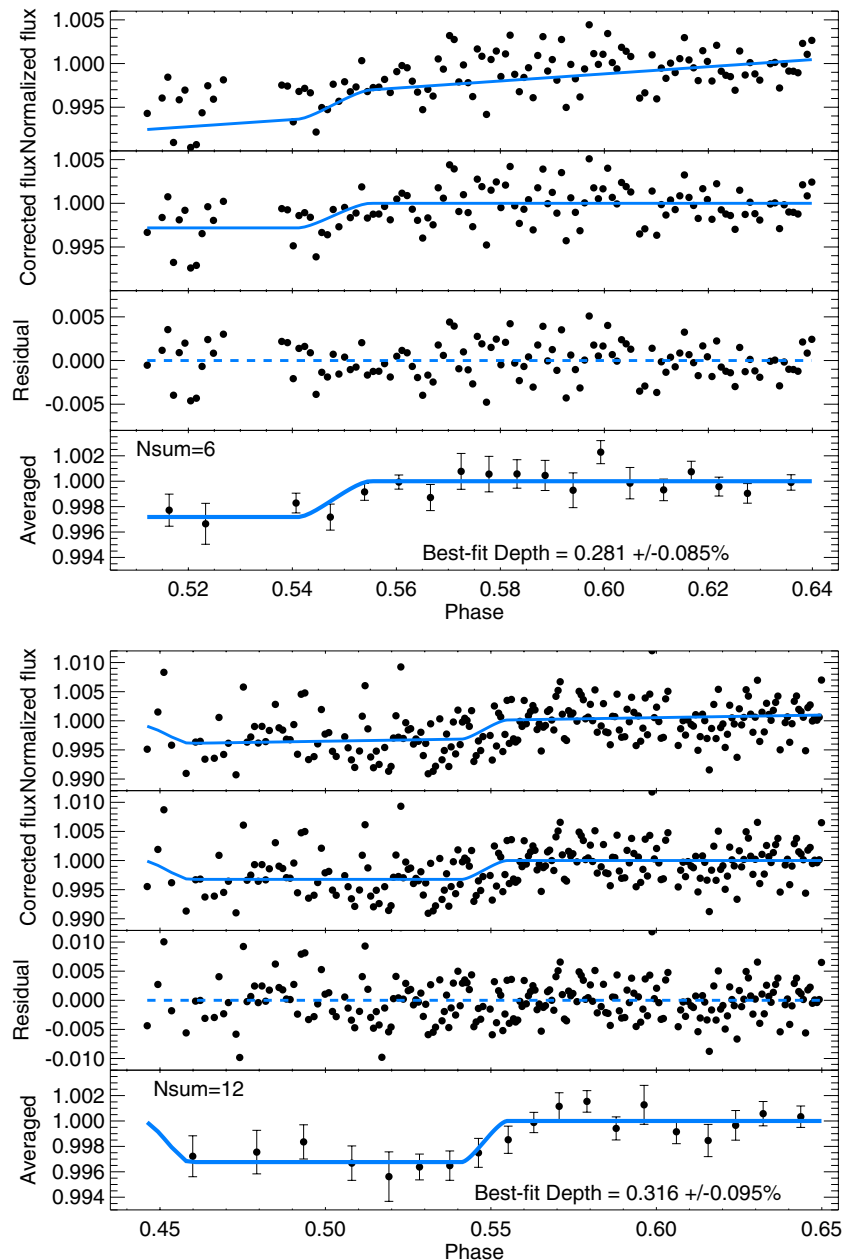 Normalized flux
1.005
1.000
0.995
Corrected flux
1.005
1.000
0.995
Residual
0.005
0.000
-0.005
Averaged
Nsum=6
1.002
1.000
0.998
0.996
0.994
Best-fit Depth = 0.281 +/-0.085%
0.52 0.54 0.56 0.58 0.60 0.62 0.64
Phase
Normalized flux
1.010
1.005
1.000
0.995
0.990
Corrected flux
1.010
1.005
1.000
0.995
0.990
Residual
0.010
0.005
0.000
-0.005
-0.010
Averaged
Nsum=12
1.002
1.000
0.998
0.996
0.994
Best-fit Depth = 0.316 +/-0.095%
0.45 0.50 0.55 0.60 0.65
Phase